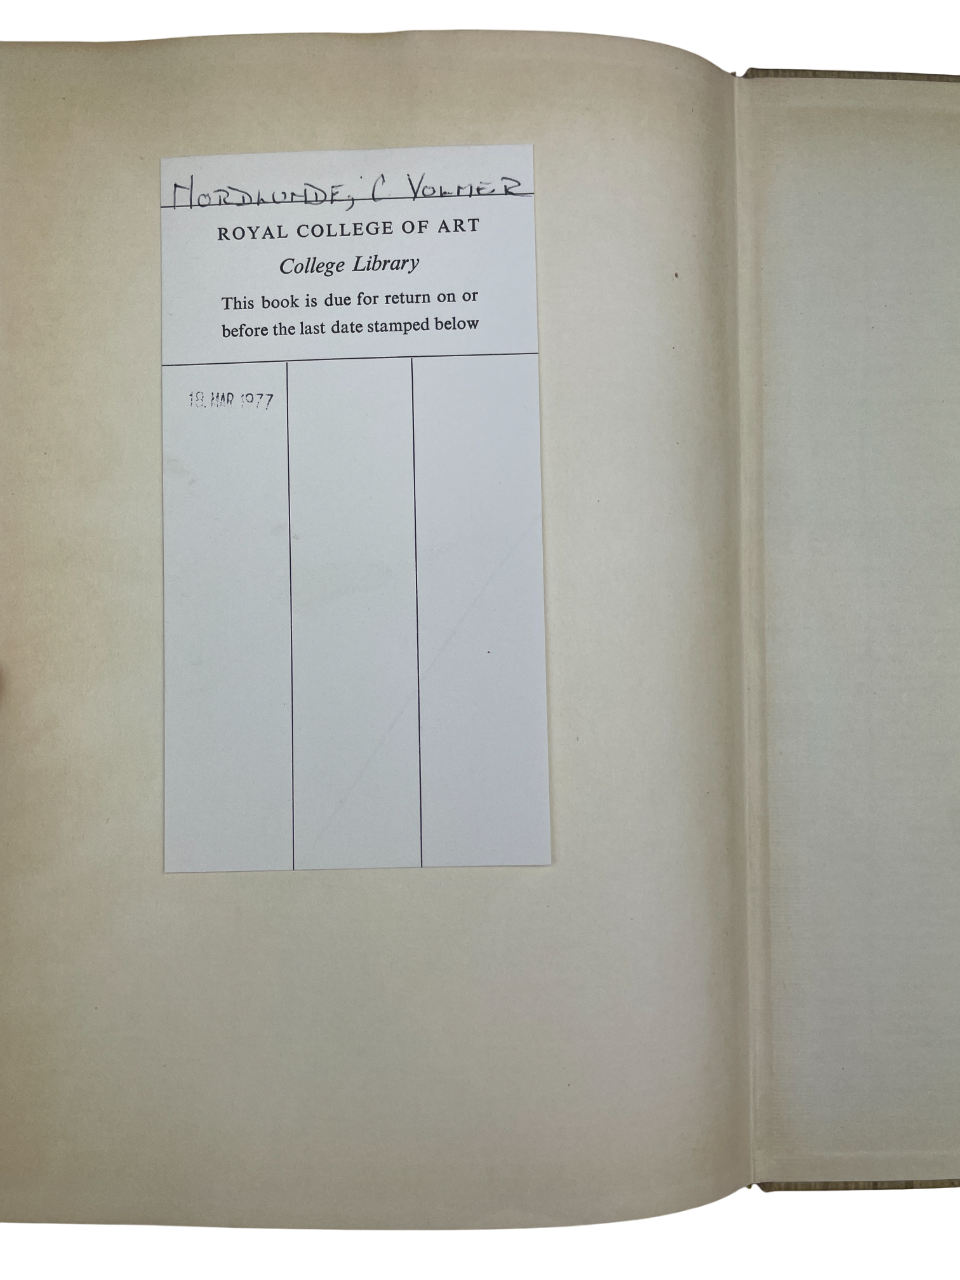 NORDLUNDE, C VOLMER
ROYAL COLLEGE OF ART
College Library
This book is due for return on or
before the last date stamped below
18. MAR 1977